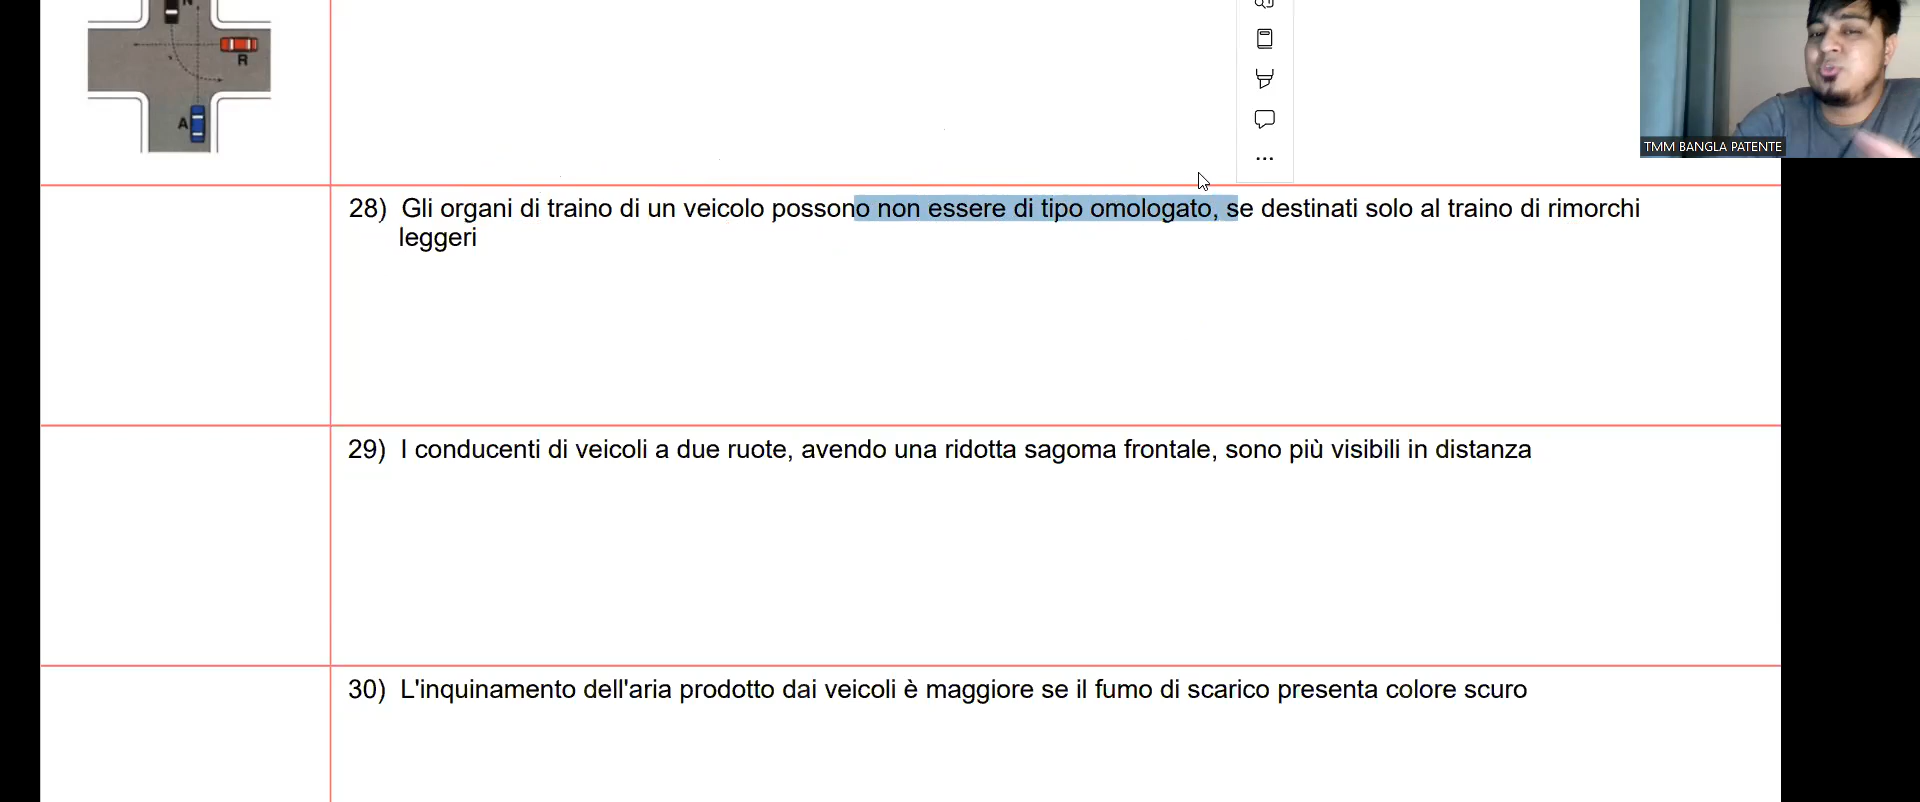 N
R
A
TMM BANGLA PATENTE
28) Gli organi di traino di un veicolo possono non essere di tipo omologato, se destinati solo al traino di rimorchi
leggeri
29) I conducenti di veicoli a due ruote, avendo una ridotta sagoma frontale, sono più visibili in distanza
30) L'inquinamento dell'aria prodotto dai veicoli è maggiore se il fumo di scarico presenta colore scuro